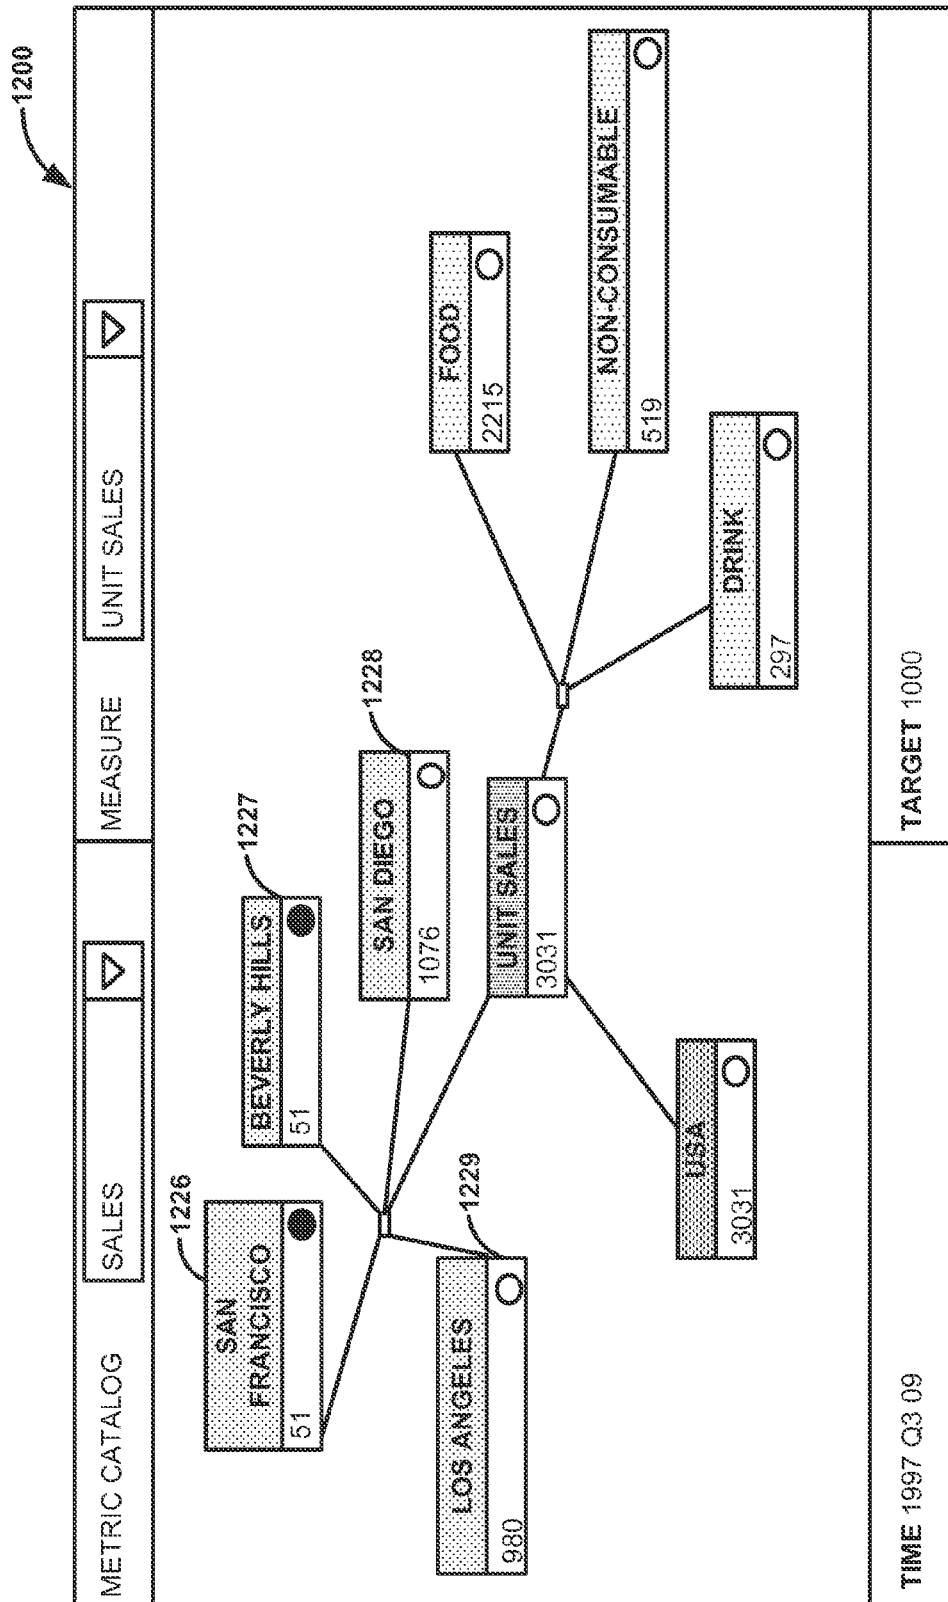 1200
METRIC CATALOG
SALES
MEASURE
UNIT SALES
1226
SAN
FRANCISCO
51
1227
BEVERLY HILLS
51
1228
SAN DIEGO
1076
1229
LOS ANGELES
980
UNIT SALES
3031
USA
3031
FOOD
2215
NON-CONSUMABLE
519
DRINK
297
TIME 1997 Q3 09
TARGET 1000